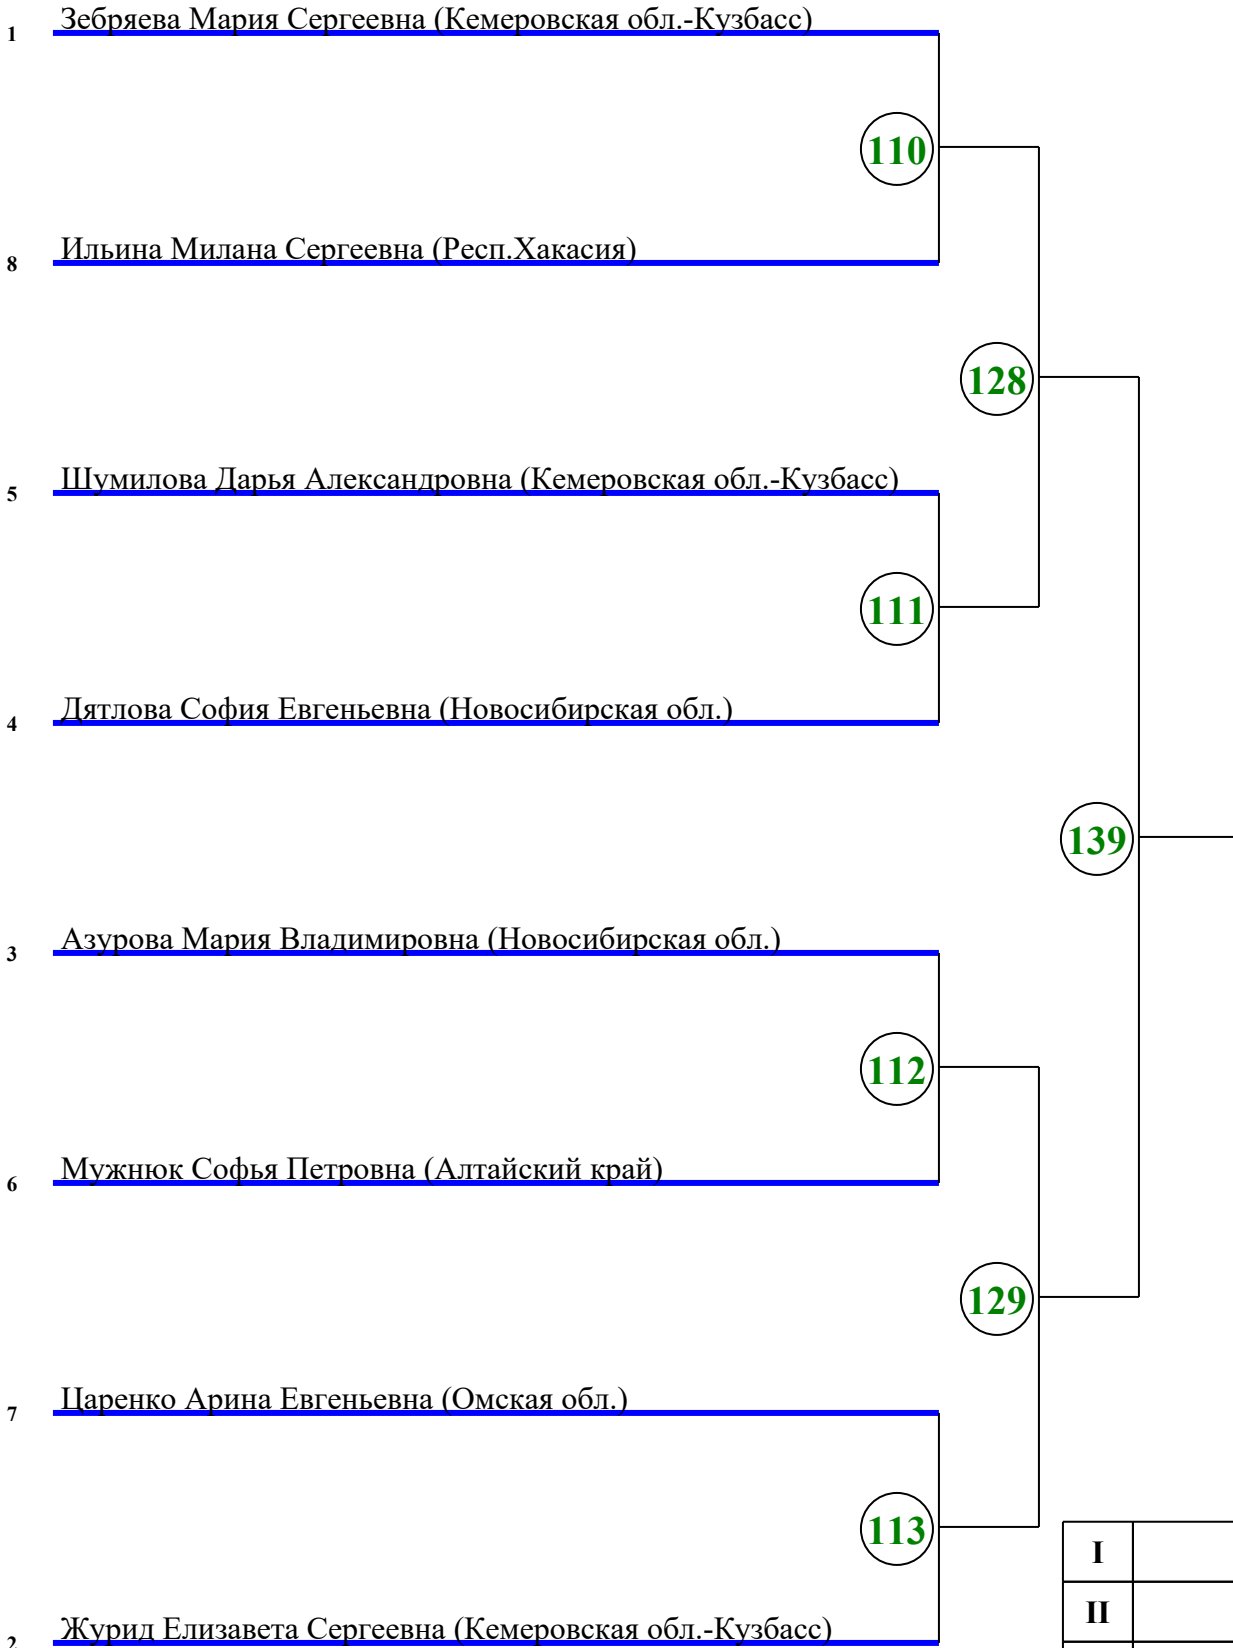 1 Зебряева Мария Сергеевна (Кемеровская обл.-Кузбасс)
110
8 Ильина Милана Сергеевна (Респ.Хакасия)
128
5 Шумилова Дарья Александровна (Кемеровская обл.-Кузбасс)
111
4 Дятлова София Евгеньевна (Новосибирская обл.)
139
3 Азурова Мария Владимировна (Новосибирская обл.)
112
6 Мужнюк Софья Петровна (Алтайский край)
129
7 Царенко Арина Евгеньевна (Омская обл.)
113
I
II
2 Журид Елизавета Сергеевна (Кемеровская обл.-Кузбасс)